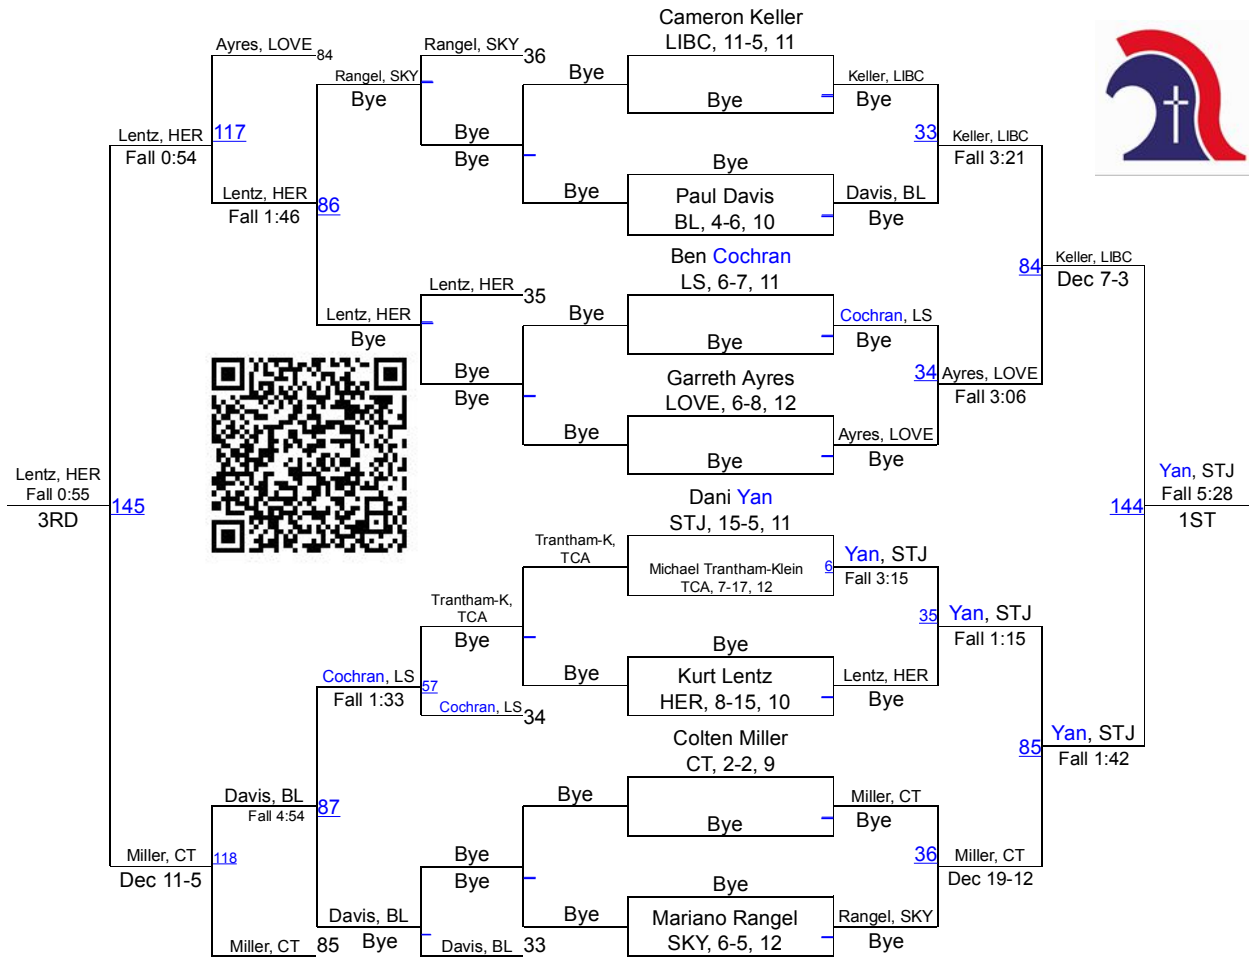 Cameron Keller
LIBC, 11-5, 11
Ayres, LOVE
84
Rangel, SKY
36
Rangel, SKY
Bye
Bye
Bye
Keller, LIBC
Bye
Lentz, HER
Fall 0:54
117
Bye
Bye
33
Keller, LIBC
Fall 3:21
Bye
Lentz, HER
Fall 1:46
86
Bye
Paul Davis
BL, 4-6, 10
Davis, BL
Bye
Ben Cochran
LS, 6-7, 11
84
Keller, LIBC
Dec 7-3
Lentz, HER
35
Lentz, HER
Bye
Bye
Bye
Cochran, LS
Bye
Bye
Bye
Garreth Ayres
LOVE, 6-8, 12
34
Ayres, LOVE
Fall 3:06
Bye
Bye
Ayres, LOVE
Bye
Lentz, HER
Fall 0:55
3RD
145
Dani Yan
STJ, 15-5, 11
144
Yan, STJ
Fall 5:28
1ST
Trantham-K,
TCA
Michael Trantham-Klein
TCA, 7-17, 12
6
Yan, STJ
Fall 3:15
Trantham-K,
TCA
Bye
35
Yan, STJ
Fall 1:15
Bye
Bye
Kurt Lentz
HER, 8-15, 10
Lentz, HER
Bye
Cochran, LS
Fall 1:33
57
Cochran, LS
34
Colten Miller
CT, 2-2, 9
85
Yan, STJ
Fall 1:42
Davis, BL
Fall 4:54
87
Bye
Bye
Miller, CT
Bye
Miller, CT
Dec 11-5
118
Bye
Bye
36
Miller, CT
Dec 19-12
Bye
Davis, BL
Bye
Bye
Mariano Rangel
SKY, 6-5, 12
Rangel, SKY
Bye
Miller, CT
85
Davis, BL
33